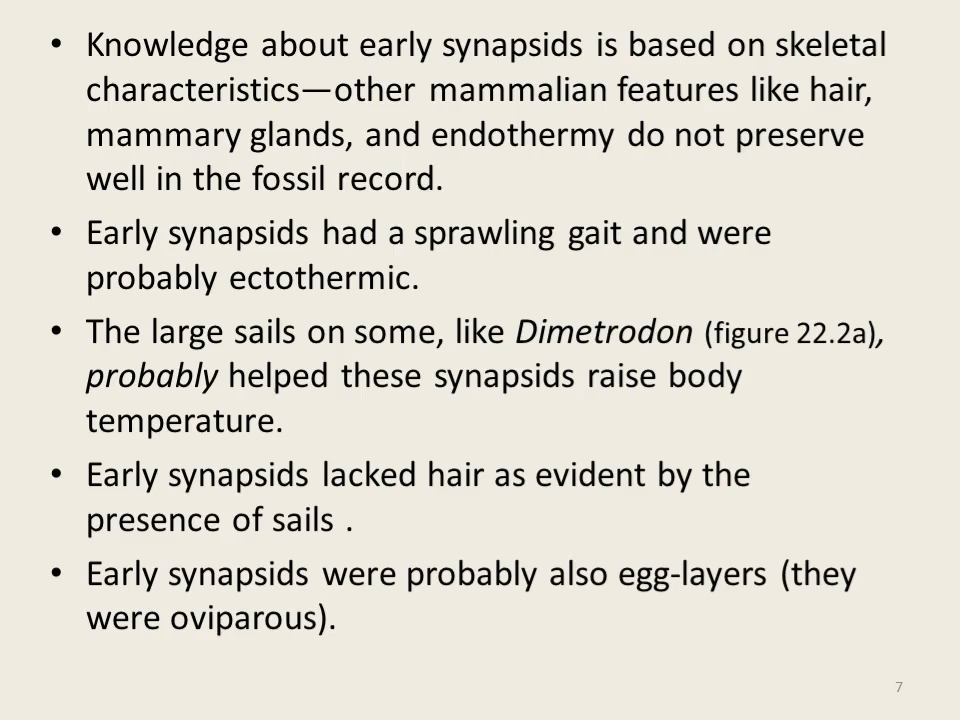 • Knowledge about early synapsids is based on skeletal
characteristics—other mammalian features like hair,
mammary glands, and endothermy do not preserve
well in the fossil record.
• Early synapsids had a sprawling gait and were
probably ectothermic.
• The large sails on some, like Dimetrodon (figure 22.2a),
probably helped these synapsids raise body
temperature.
• Early synapsids lacked hair as evident by the
presence of sails .
• Early synapsids were probably also egg-layers (they
were oviparous).
7